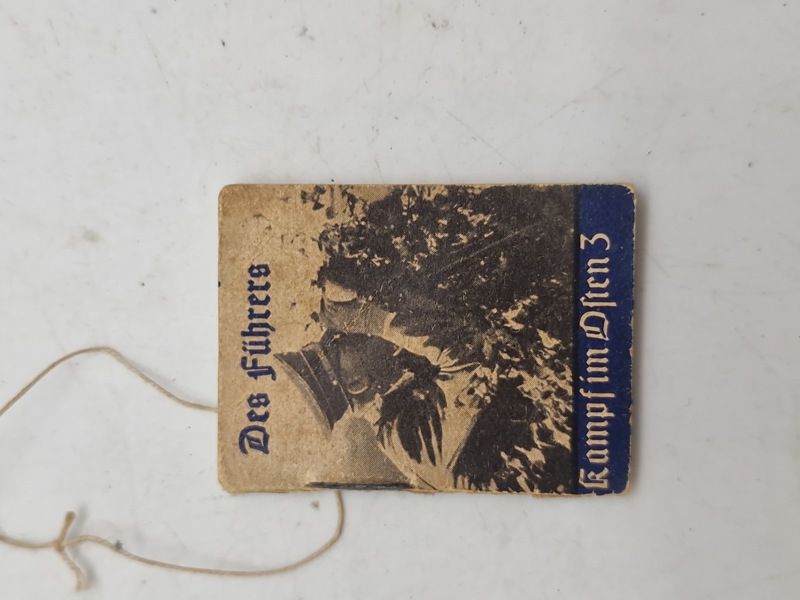 Des Führers
Kampf im Osten 3